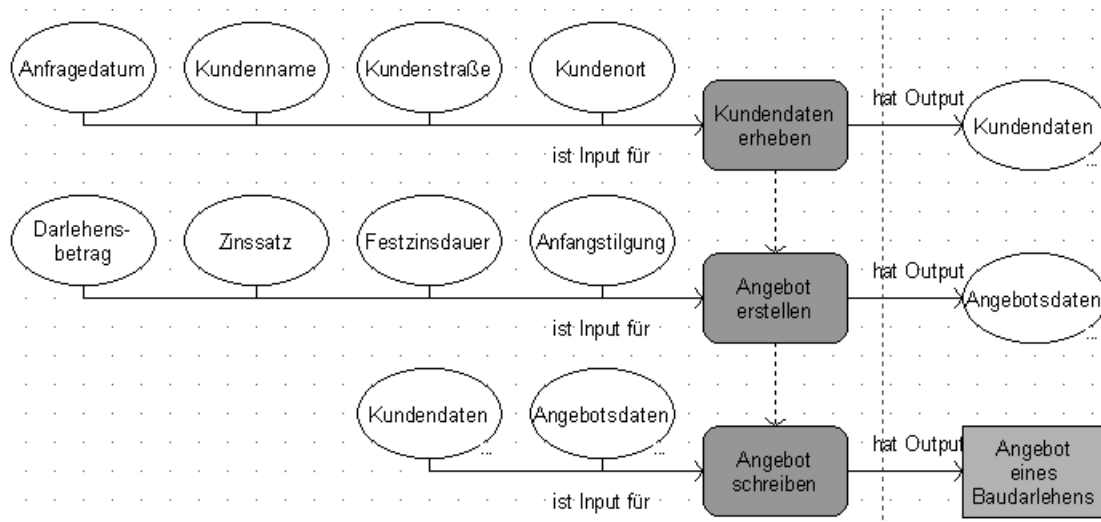 Anfragedatum
Kundenname
Kundenstraße
Kundenort
Kundendaten
erheben
hat Output
Kundendaten
...
ist Input für
Darlehens-
betrag
Zinssatz
Festzinsdauer
Anfangstilgung
Angebot
erstellen
hat Output
Angebotsdaten
...
ist Input für
Kundendaten
...
Angebotsdaten
...
Angebot
schreiben
hat Output
Angebot
eines
Baudarlehens
ist Input für